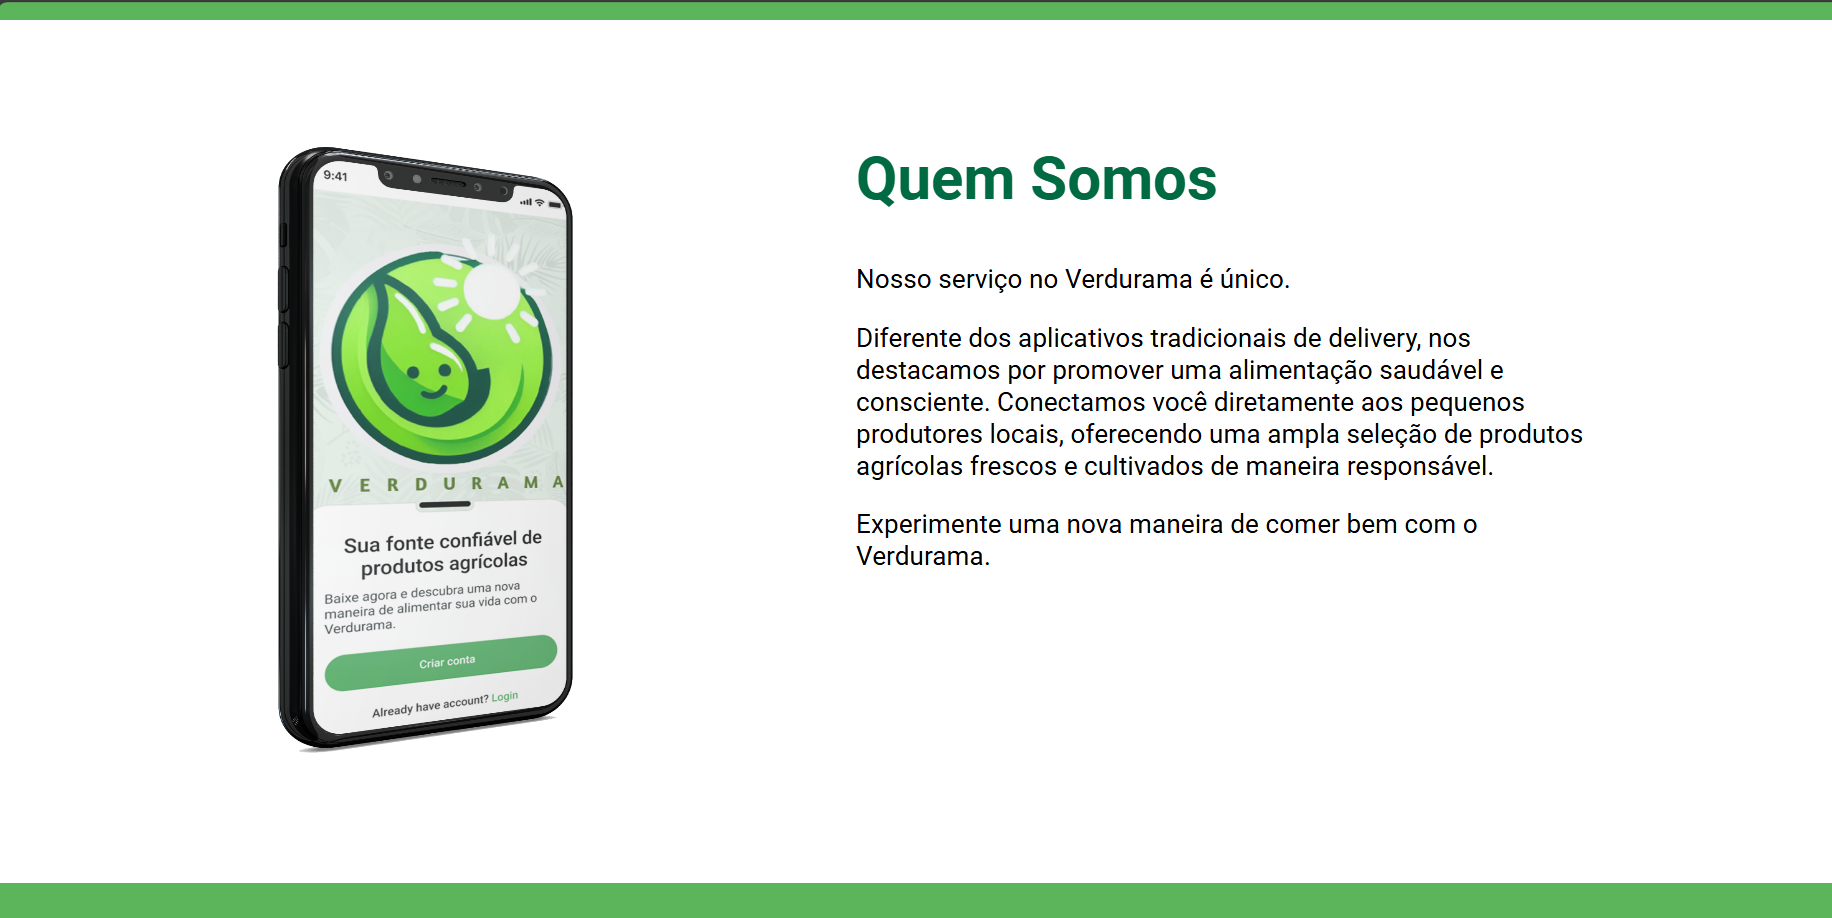 9:41
VERDURAMA
Sua fonte confiável de
produtos agrícolas
Baixe agora e descubra uma nova
maneira de alimentar sua vida com o
Verdurama.
Criar conta
Already have account? Login
Quem Somos
Nosso serviço no Verdurama é único.
Diferente dos aplicativos tradicionais de delivery, nos
destacamos por promover uma alimentação saudável e
consciente. Conectamos você diretamente aos pequenos
produtores locais, oferecendo uma ampla seleção de produtos
agrícolas frescos e cultivados de maneira responsável.
Experimente uma nova maneira de comer bem com o
Verdurama.